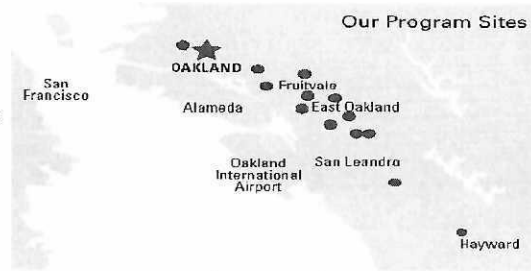 Our Program Sites
OAKLAND
San
Francisco
Fruitvale
Alameda
East Oakland
Oakland
International
Airport
San Leandro
Hayward